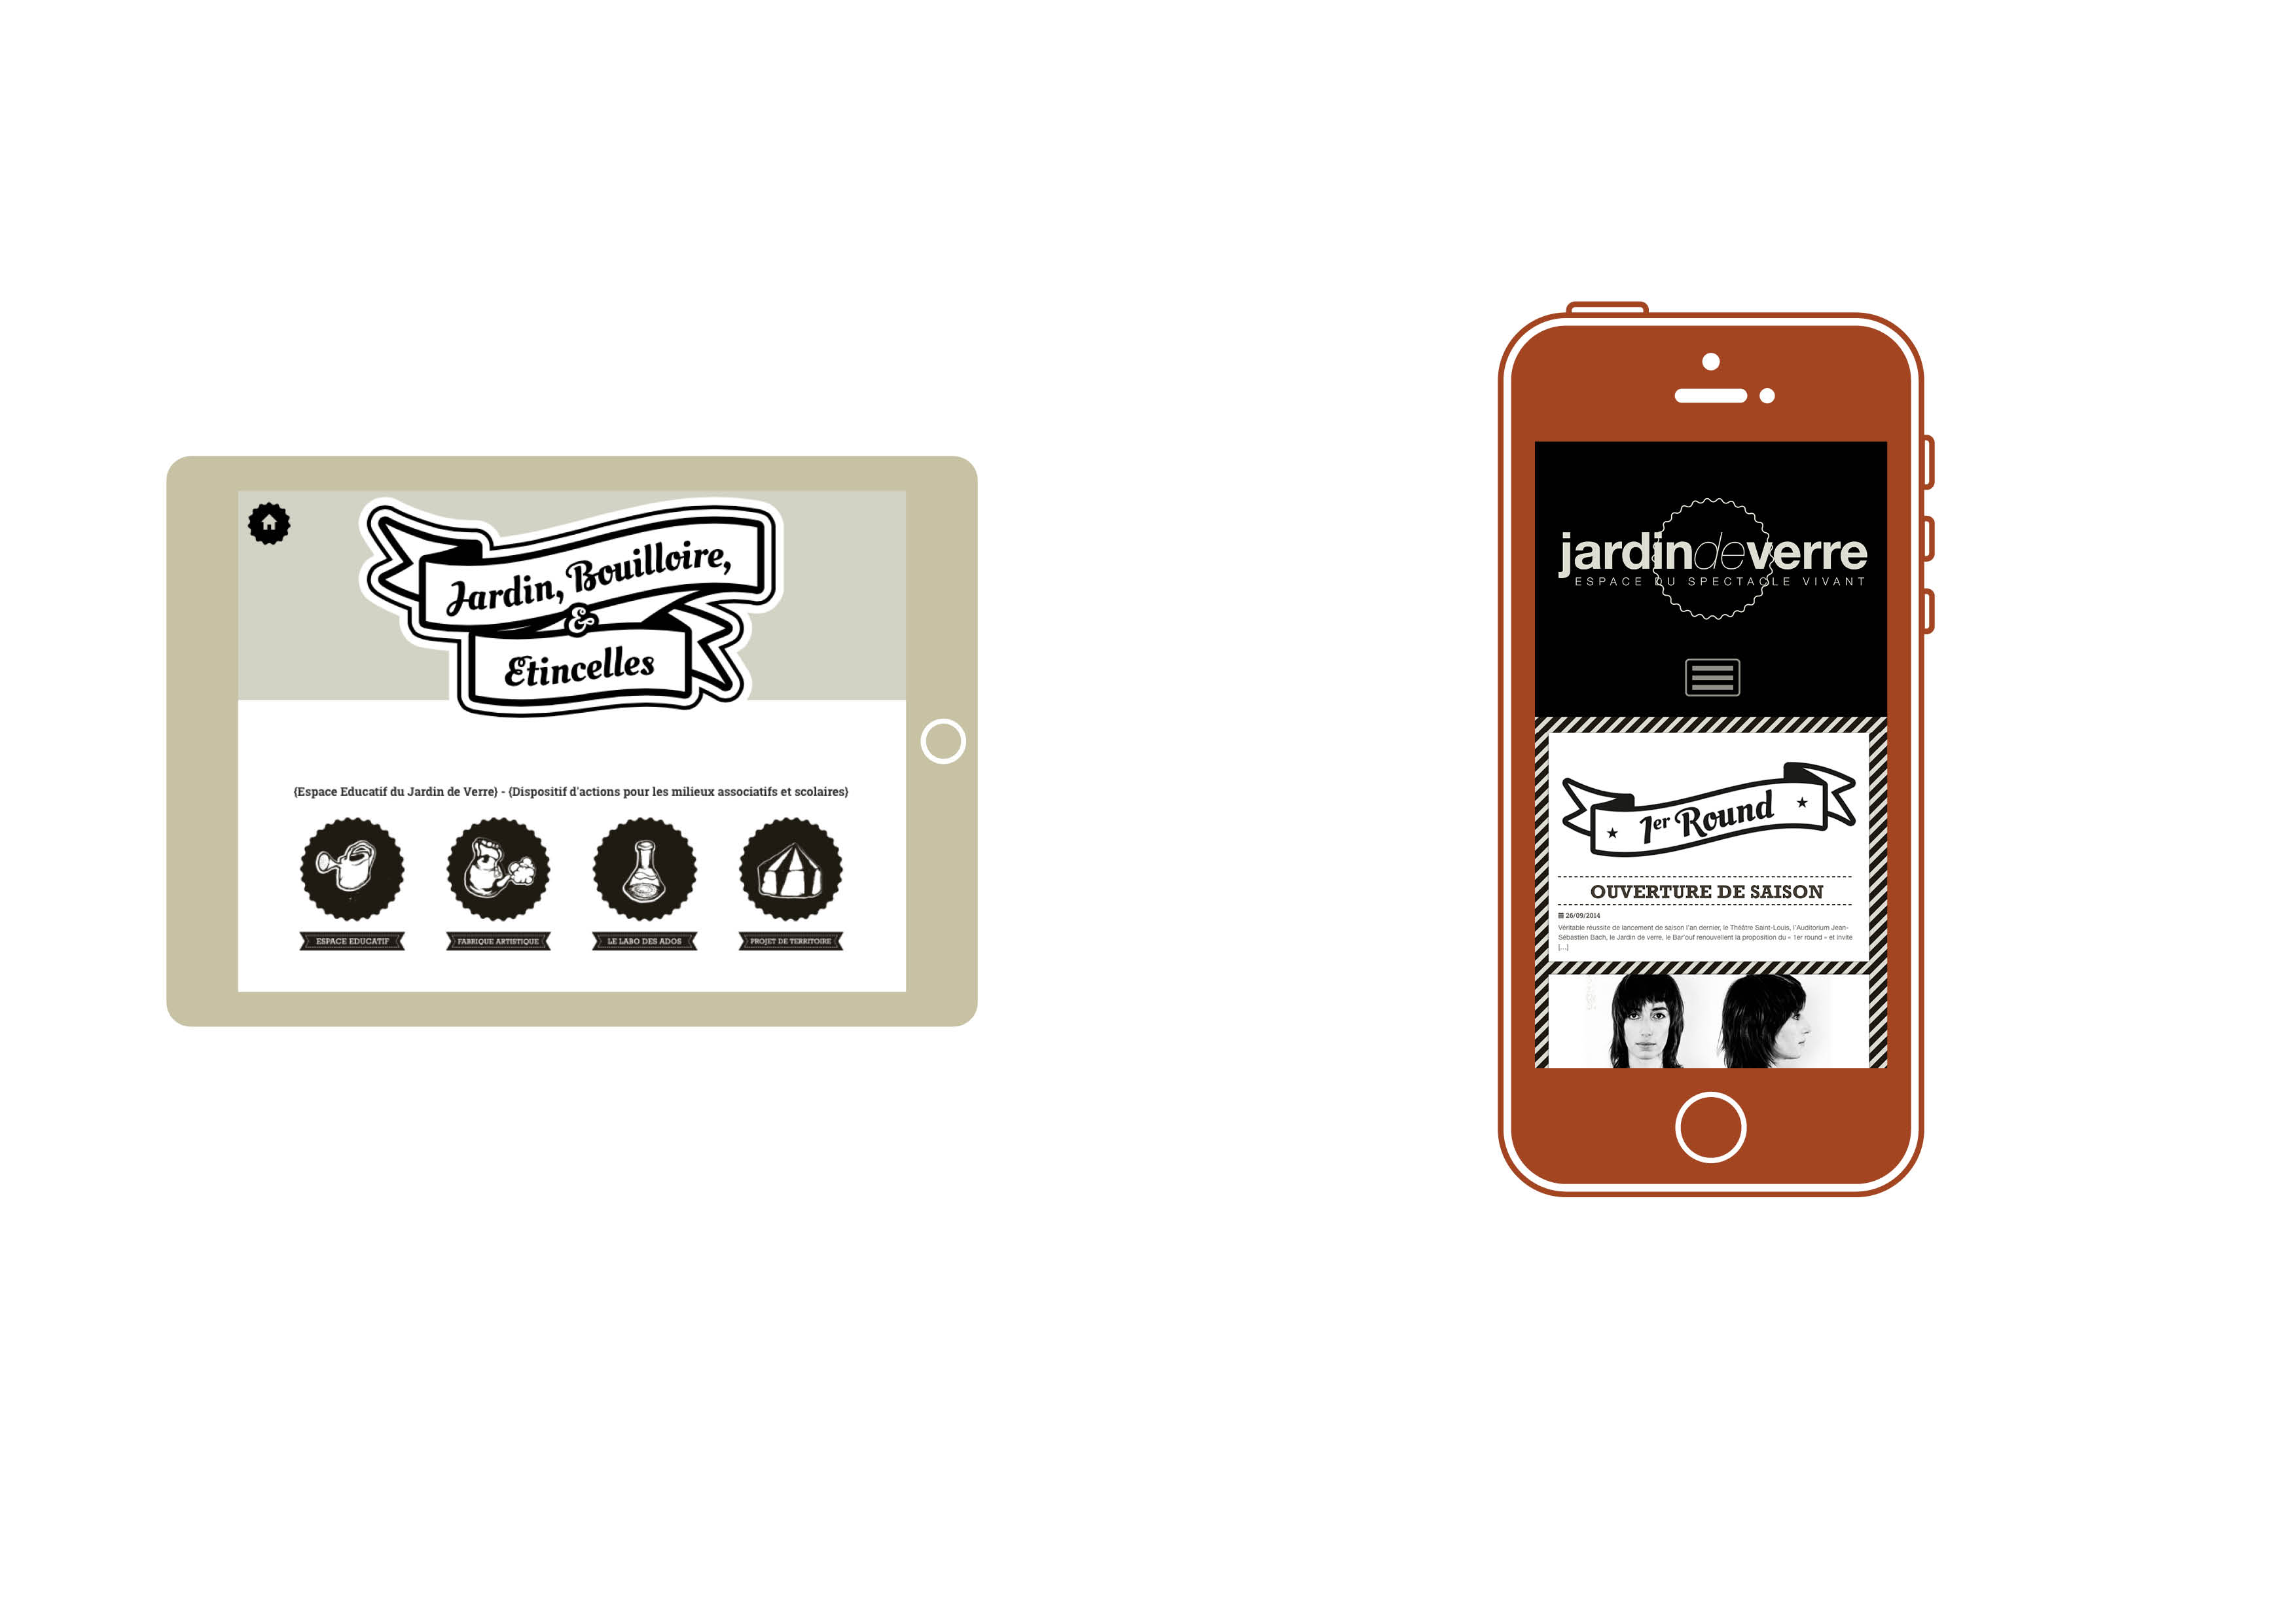 Jardin, Bouilloire,
&
Etincelles
{Espace Educatif du Jardin de Verre} - {Dispositif d'actions pour les milieux associatifs et scolaires}
ESPACE EDUCATIF
FABRIQUE ARTISTIQUE
LE LABO DES ADOS
PROJET DE TERRITOIRE
jardindeverre
ESPACE DU SPECTACLE VIVANT
1er Round
OUVERTURE DE SAISON
26/09/2014
Véritable réussite de lancement de saison l'an dernier, le Théâtre Saint-Louis, l'Auditorium Jean-
Sébastien Bach, le Jardin de verre, le Bar'ouf renouvellent la proposition du « 1er round » et invite
[...]